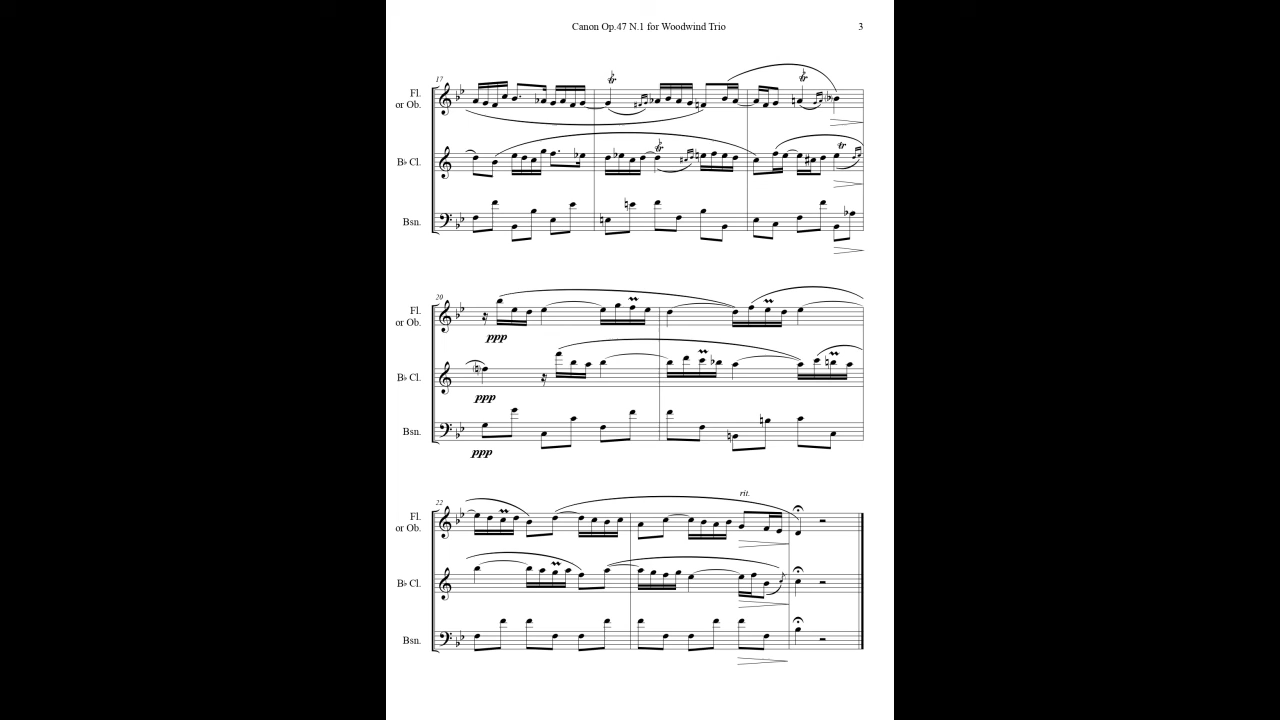 Canon Op.47 N.1 for Woodwind Trio 3
17
Fl.
or Ob.
B♭ Cl.
Bsn.
20
Fl.
or Ob.
ppp
B♭ Cl.
ppp
Bsn.
ppp
22
rit.
Fl.
or Ob.
B♭ Cl.
Bsn.